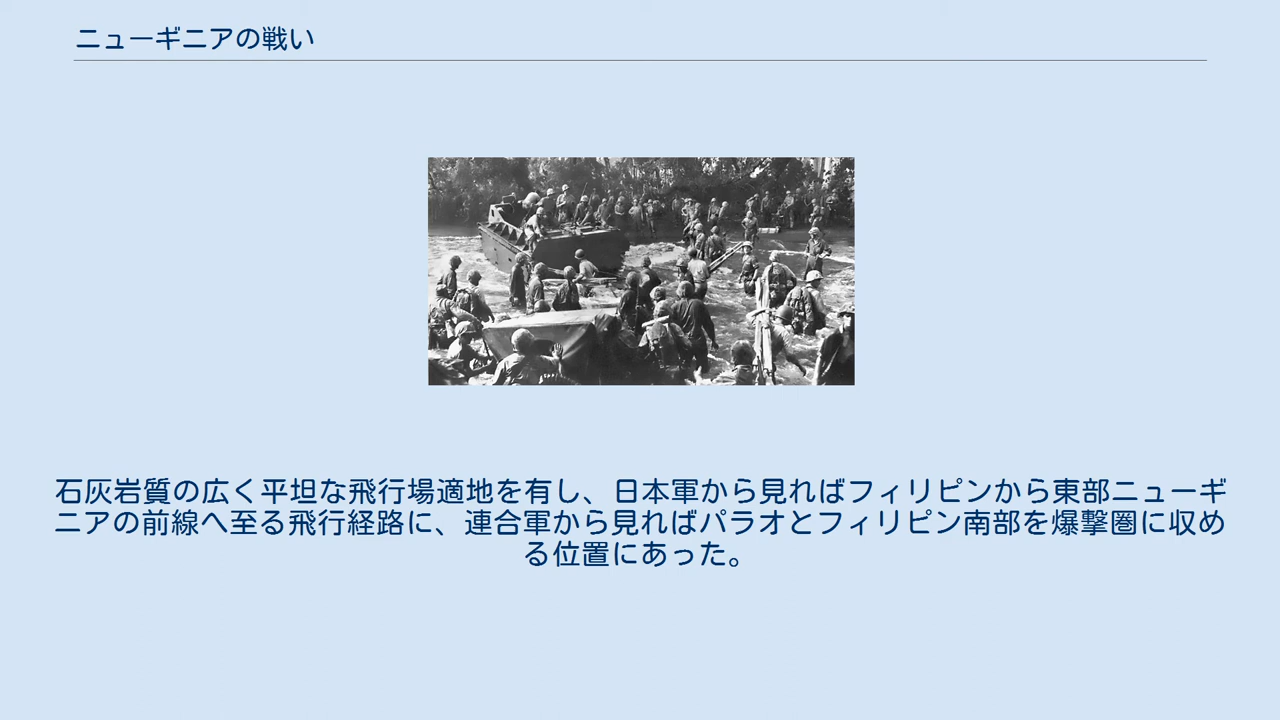 ニューギニアの戦い
石灰岩質の広く平坦な飛行場適地を有し、日本軍から見ればフィリピンから東部ニューギ
ニアの前線へ至る飛行経路に、連合軍から見ればパラオとフィリピン南部を爆撃圏に収め
る位置にあった。